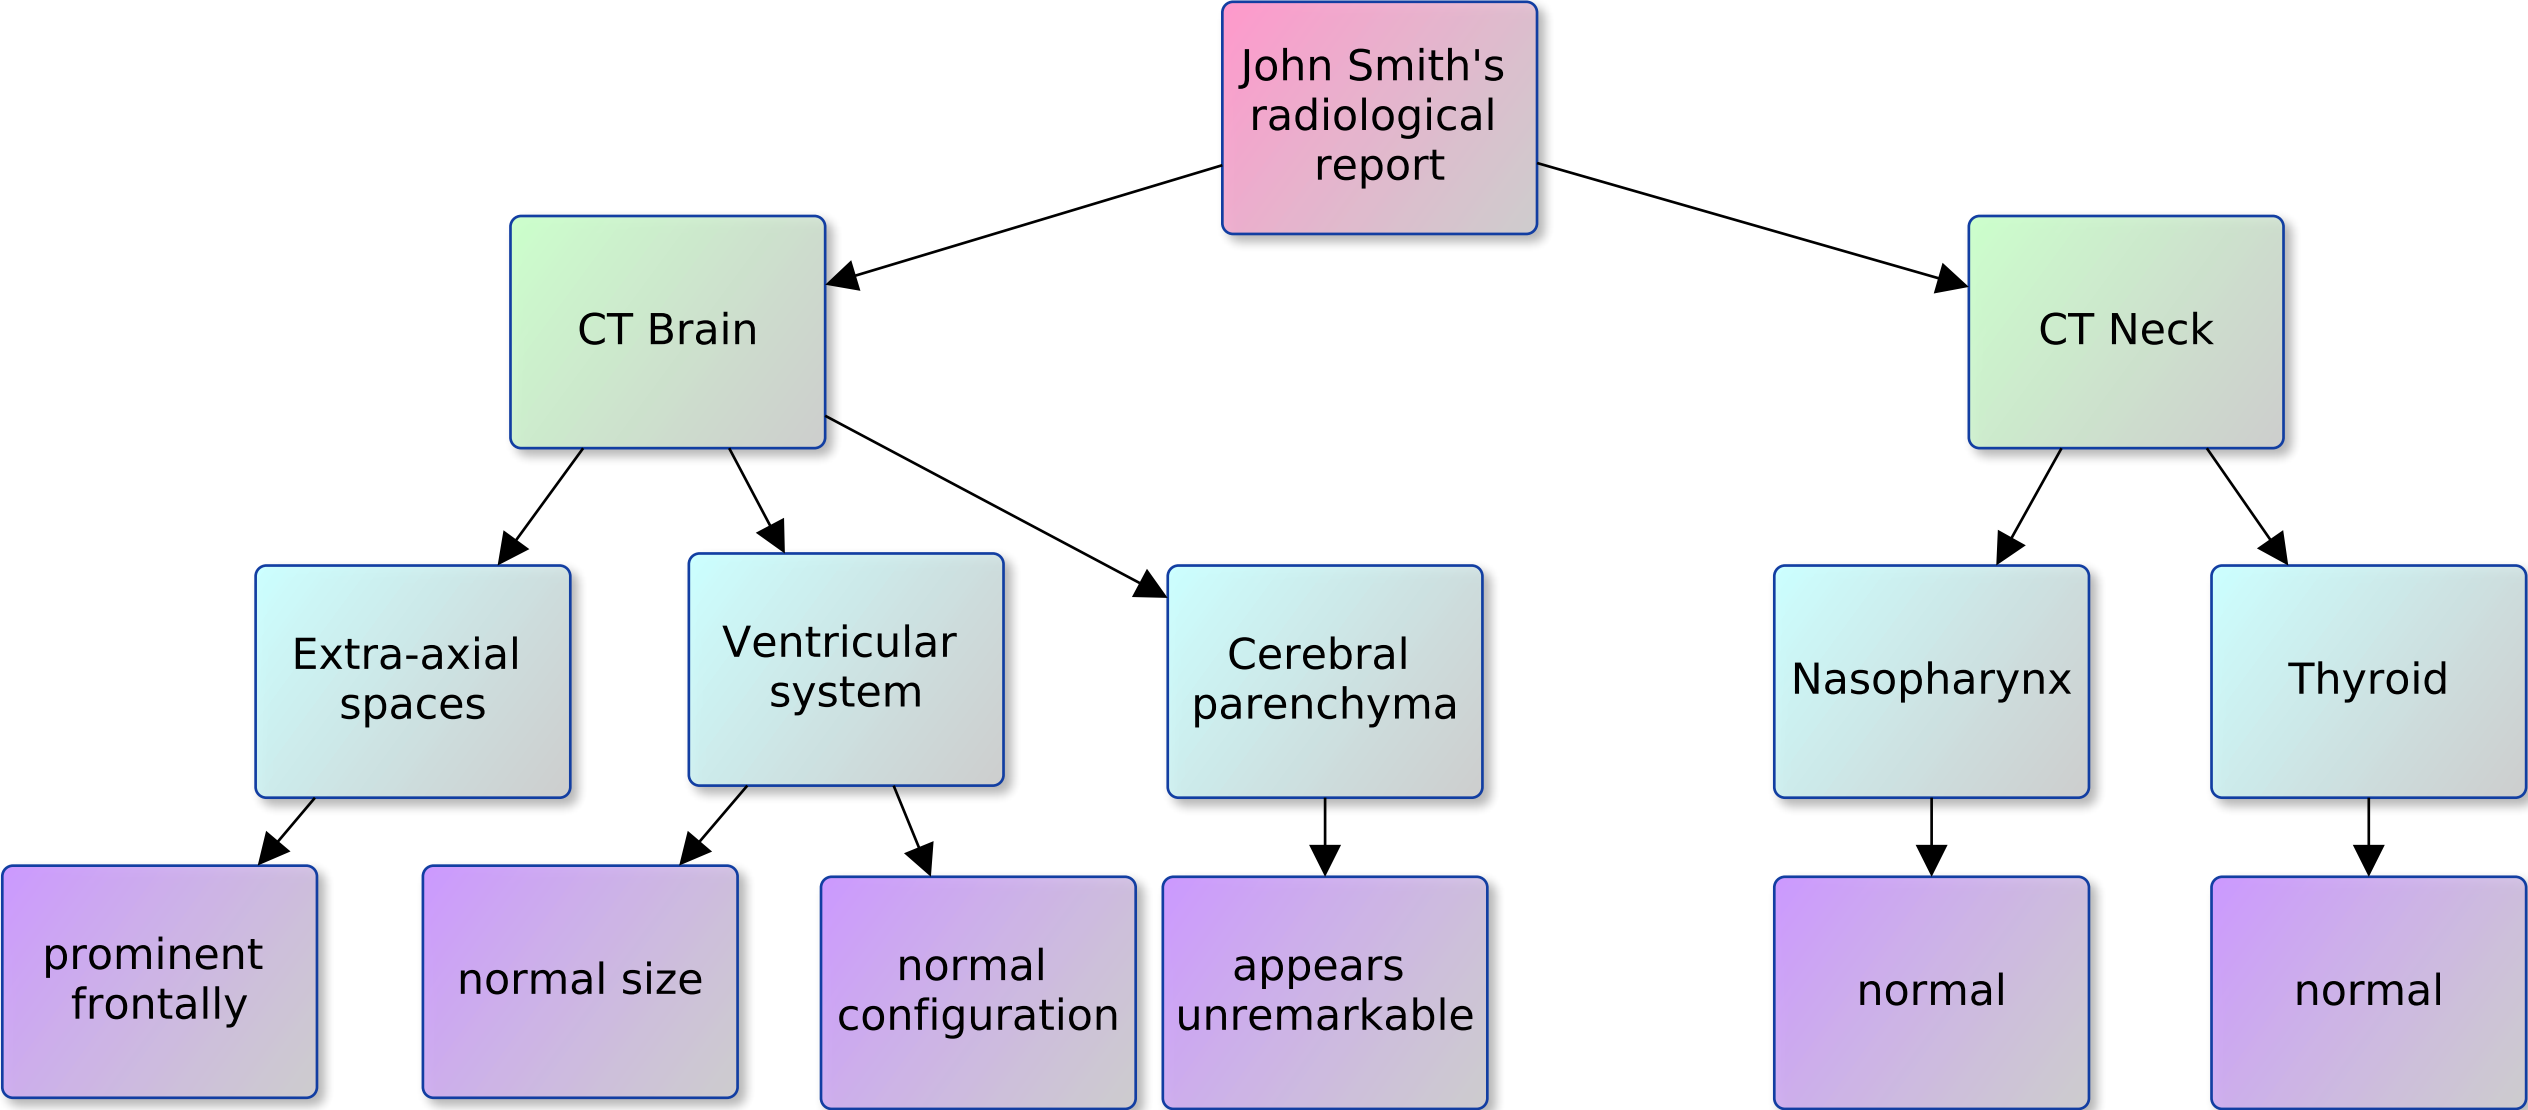 John Smith's
radiological
report
CT Brain
CT Neck
Extra-axial
spaces
Ventricular
system
Cerebral
parenchyma
Nasopharynx
Thyroid
prominent
frontally
normal size
normal
configuration
appears
unremarkable
normal
normal